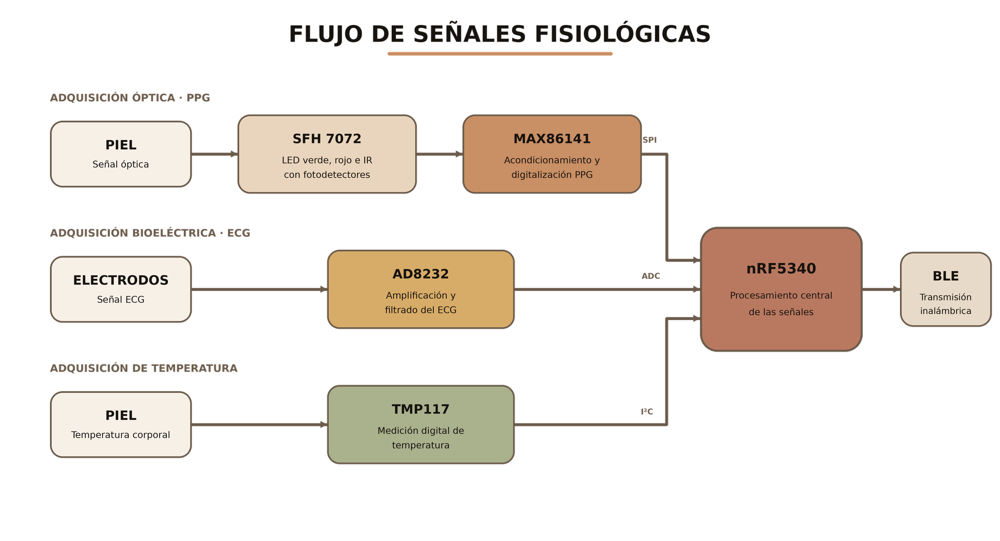 FLUJO DE SEÑALES FISIOLÓGICAS
ADQUISICIÓN ÓPTICA · PPG
PIEL
Señal óptica
SFH 7072
LED verde, rojo e IR
con fotodetectores
MAX86141
Acondicionamiento y
digitalización PPG
SPI
ADQUISICIÓN BIOELÉCTRICA · ECG
ELECTRODOS
Señal ECG
AD8232
Amplificación y
filtrado del ECG
ADC
nRF5340
Procesamiento central
de las señales
BLE
Transmisión
inalámbrica
ADQUISICIÓN DE TEMPERATURA
PIEL
Temperatura corporal
TMP117
Medición digital de
temperatura
I²C